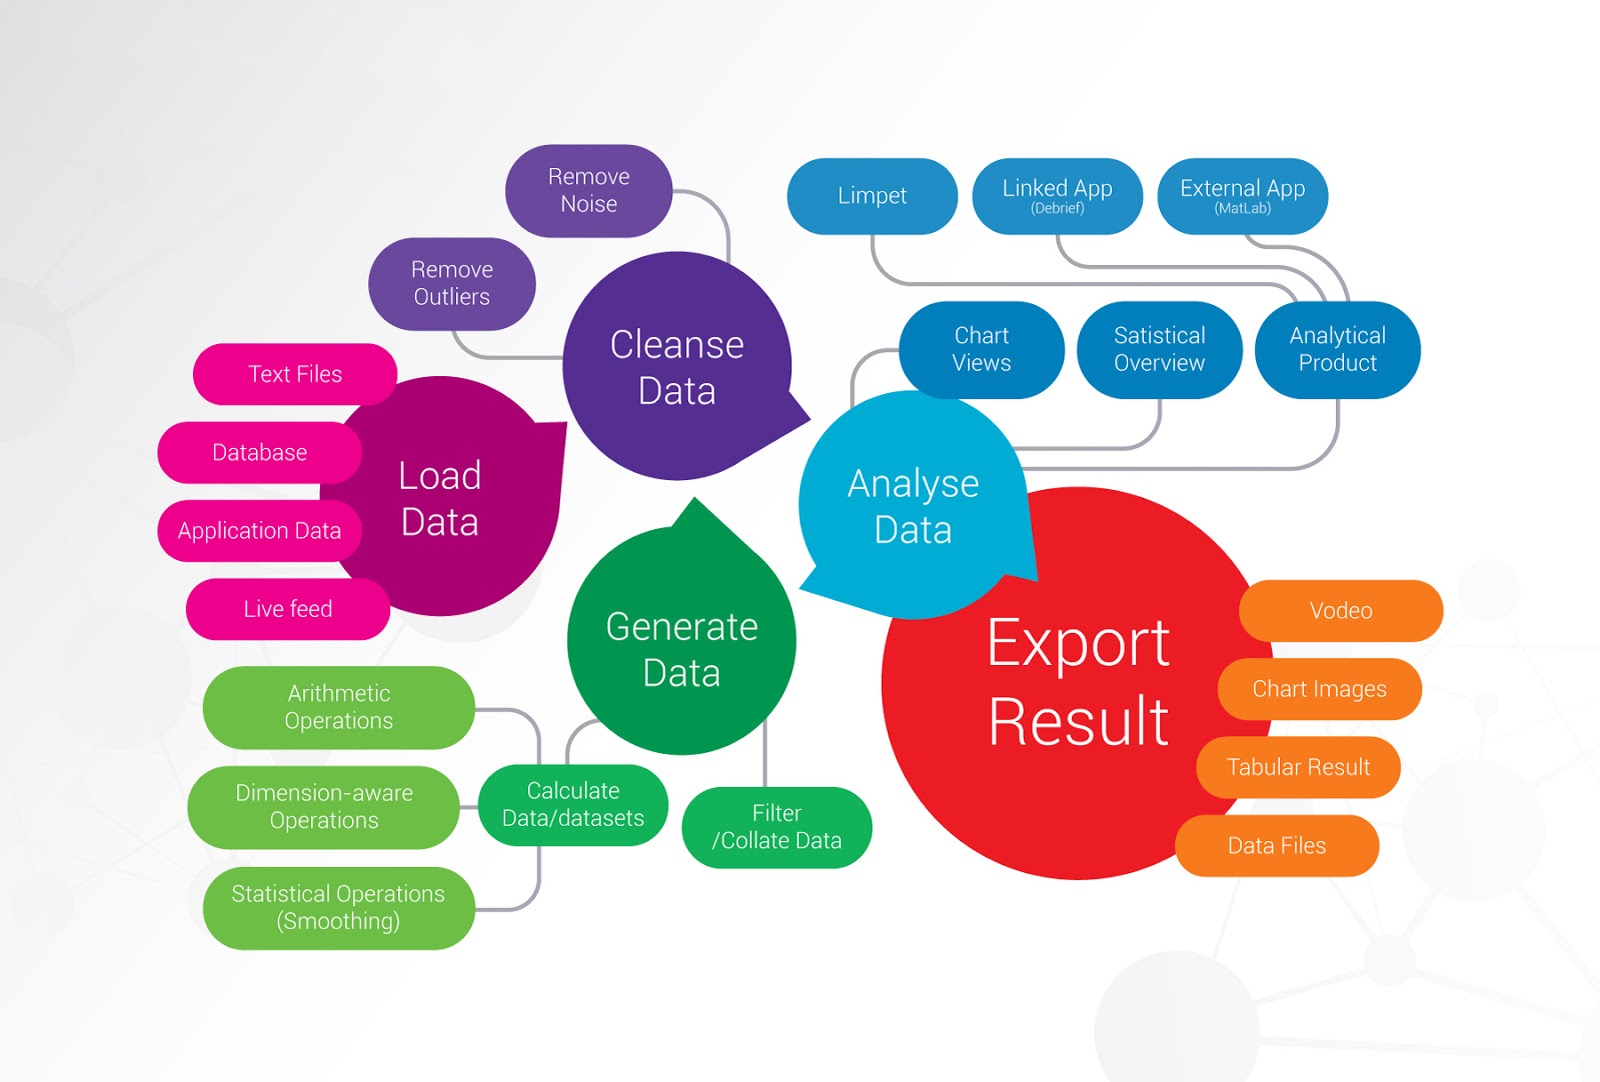 Remove
Noise
Remove
Outliers
Cleanse
Data
Limpet
Linked App
(Debrief)
External App
(MatLab)
Chart
Views
Satistical
Overview
Analytical
Product
Text Files
Database
Application Data
Live feed
Load
Data
Analyse
Data
Generate
Data
Export
Result
Arithmetic
Operations
Dimension-aware
Operations
Statistical Operations
(Smoothing)
Calculate
Data/datasets
Filter
/Collate Data
Vodeo
Chart Images
Tabular Result
Data Files